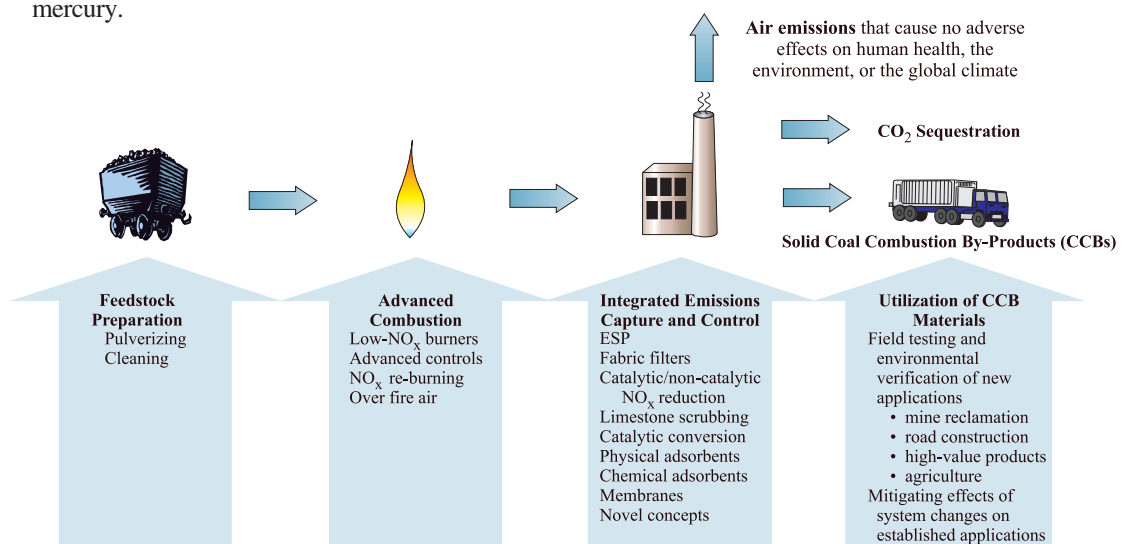 mercury.
Air emissions that cause no adverse
effects on human health, the
environment, or the global climate
CO2 Sequestration
Solid Coal Combustion By-Products (CCBs)
Feedstock
Preparation
Pulverizing
Cleaning
Advanced
Combustion
Low-NOx burners
Advanced controls
NOx re-burning
Over fire air
Integrated Emissions
Capture and Control
ESP
Fabric filters
Catalytic/non-catalytic
NOx reduction
Limestone scrubbing
Catalytic conversion
Physical adsorbents
Chemical adsorbents
Membranes
Novel concepts
Utilization of CCB
Materials
Field testing and
environmental
verification of new
applications
• mine reclamation
• road construction
• high-value products
• agriculture
Mitigating effects of
system changes on
established applications